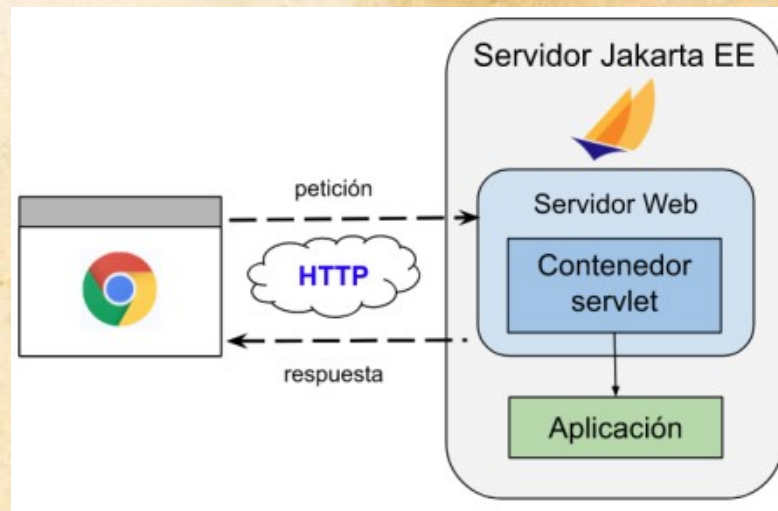 Servidor Jakarta EE
petición
Servidor Web
HTTP
Contenedor
servlet
respuesta
Aplicación